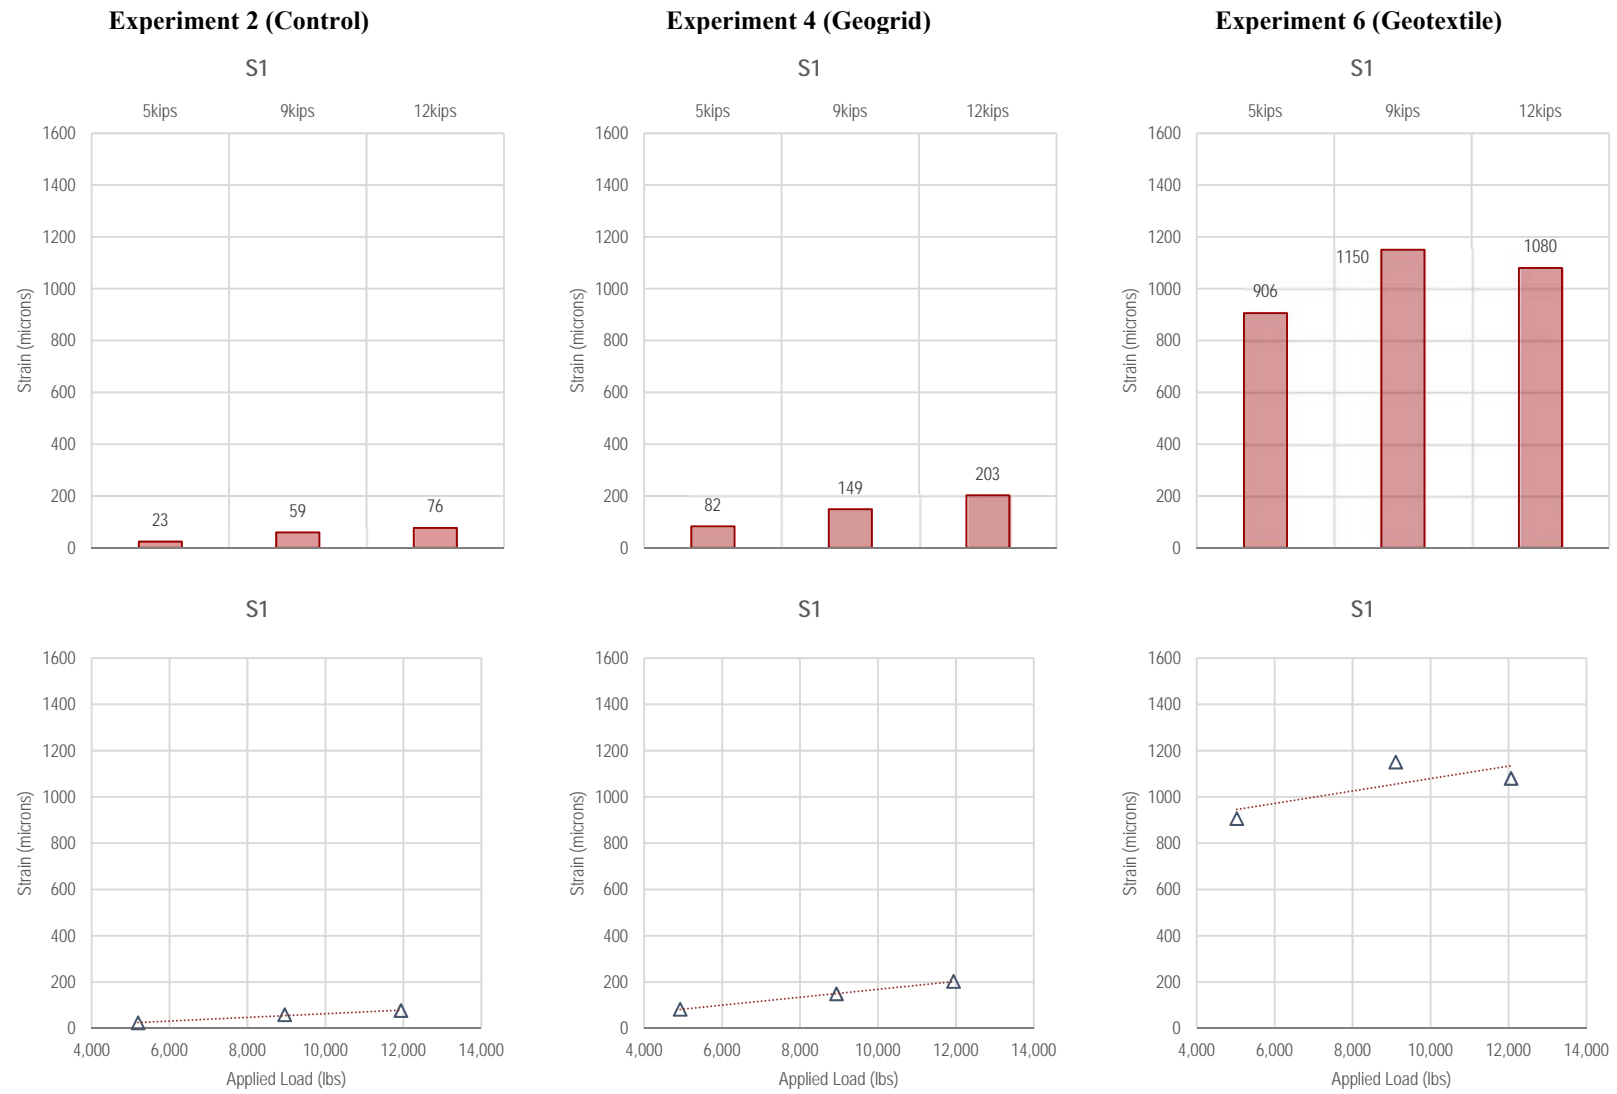 Experiment 2 (Control)
Experiment 4 (Geogrid)
Experiment 6 (Geotextile)
S1
5kips 9kips 12kips
1600
1400
1200
1000
800
600
400
200
0
Strain (microns)
23
59
76
S1
5kips 9kips 12kips
1600
1400
1200
1000
800
600
400
200
0
Strain (microns)
82
149
203
S1
5kips 9kips 12kips
1600
1400
1200
1000
800
600
400
200
0
Strain (microns)
906
1150
1080
S1
1600
1400
1200
1000
800
600
400
200
0
Strain (microns)
4,000 6,000 8,000 10,000 12,000 14,000
Applied Load (lbs)
S1
1600
1400
1200
1000
800
600
400
200
0
Strain (microns)
4,000 6,000 8,000 10,000 12,000 14,000
Applied Load (lbs)
S1
1600
1400
1200
1000
800
600
400
200
0
Strain (microns)
4,000 6,000 8,000 10,000 12,000 14,000
Applied Load (lbs)